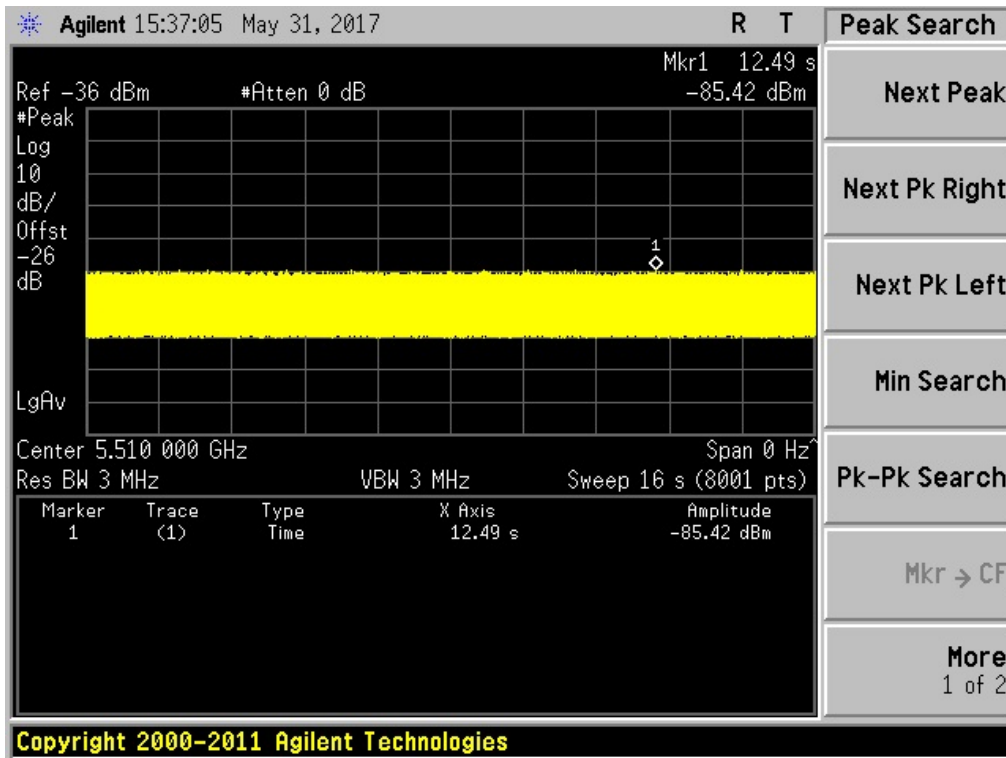 Agilent 15:37:05 May 31, 2017 R T
Peak Search
Mkr1 12.49 s
Ref -36 dBm #Atten 0 dB -85.42 dBm
#Peak
Log
10
dB/
Offst
-26
dB
1
LgAv
Center 5.510 000 GHz Span 0 Hz^
Res BW 3 MHz VBW 3 MHz Sweep 16 s (8001 pts)
Marker Trace Type X Axis Amplitude
1 (1) Time 12.49 s -85.42 dBm
Next Peak
Next Pk Right
Next Pk Left
Min Search
Pk-Pk Search
Mkr → CF
More
1 of 2
Copyright 2000-2011 Agilent Technologies